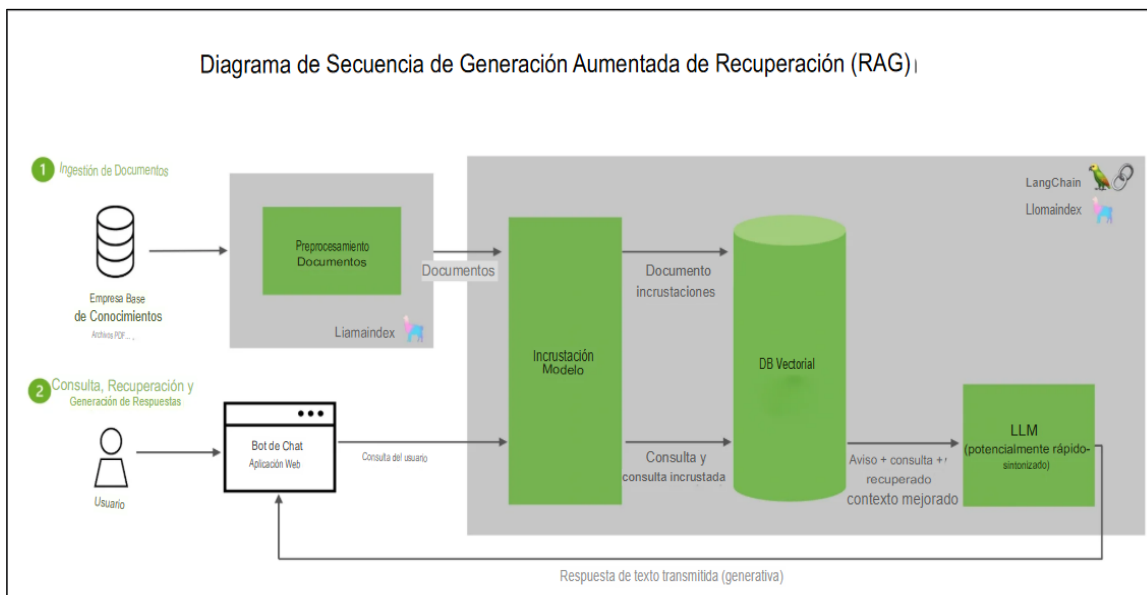 Diagrama de Secuencia de Generación Aumentada de Recuperación (RAG)
1
Ingestión de Documentos
Empresa Base
de Conocimientos
Archivos PDF... ,
Preprocesamiento
Documentos
Liamaindex
Documentos
Incrustación
Modelo
Documento
incrustaciones
DB Vectorial
LangChain
Llomaindex
2
Consulta, Recuperación y
Generación de Respuestas
Usuario
Bot de Chat
Aplicación Web
Consulta del usuario
Consulta y
consulta incrustada
Aviso + consulta +
recuperado
contexto mejorado
LLM
(potencialmente rápido-
sintonizado)
Respuesta de texto transmitida (generativa)